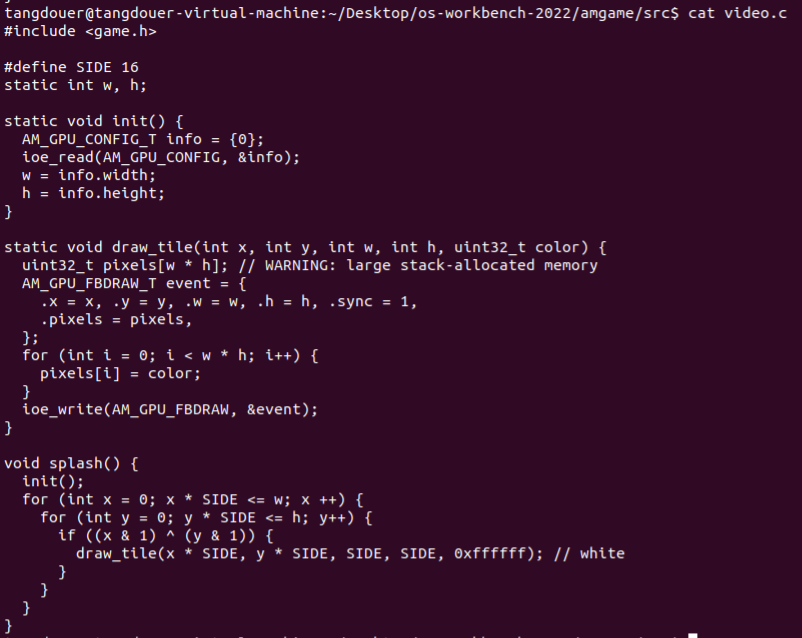 tangdouer@tangdouer-virtual-machine:~/Desktop/os-workbench-2022/amgame/src$ cat video.c
#include <game.h>

#define SIDE 16
static int w, h;

static void init() {
  AM_GPU_CONFIG_T info = {0};
  ioe_read(AM_GPU_CONFIG, &info);
  w = info.width;
  h = info.height;
}

static void draw_tile(int x, int y, int w, int h, uint32_t color) {
  uint32_t pixels[w * h]; // WARNING: large stack-allocated memory
  AM_GPU_FBDRAW_T event = {
    .x = x, .y = y, .w = w, .h = h, .sync = 1,
    .pixels = pixels,
  };
  for (int i = 0; i < w * h; i++) {
    pixels[i] = color;
  }
  ioe_write(AM_GPU_FBDRAW, &event);
}

void splash() {
  init();
  for (int x = 0; x * SIDE <= w; x ++) {
    for (int y = 0; y * SIDE <= h; y++) {
      if ((x & 1) ^ (y & 1)) {
        draw_tile(x * SIDE, y * SIDE, SIDE, SIDE, 0xffffff); // white
      }
    }
  }
}